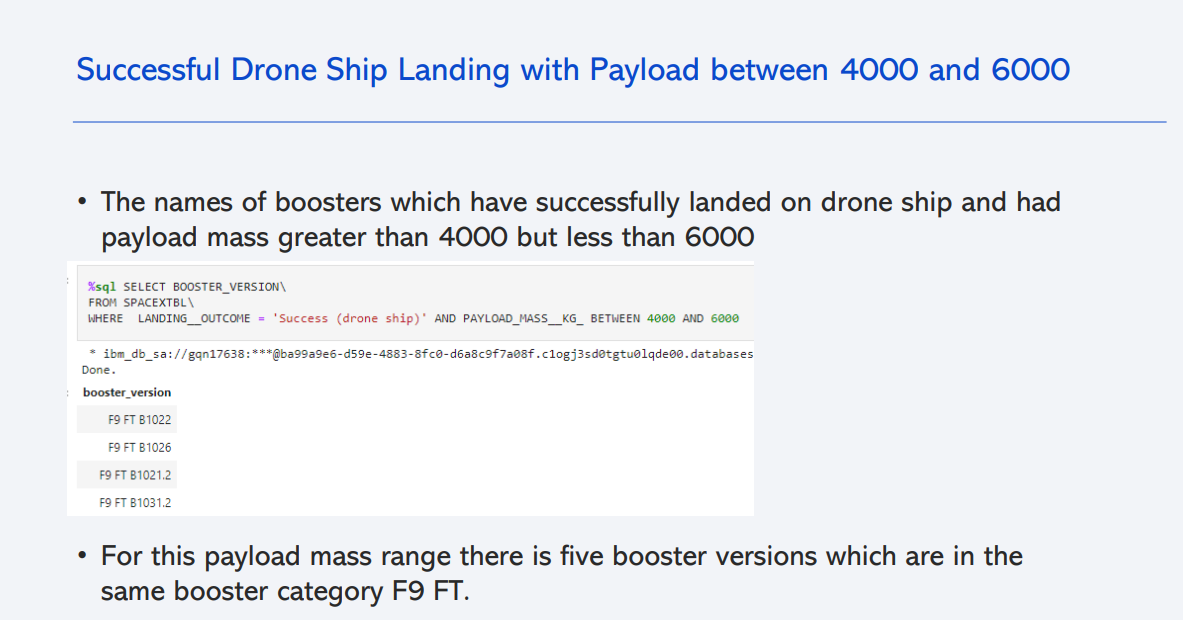 Successful Drone Ship Landing with Payload between 4000 and 6000
• The names of boosters which have successfully landed on drone ship and had
payload mass greater than 4000 but less than 6000
%sql SELECT BOOSTER_VERSION\
FROM SPACEXTBL\
WHERE  LANDING__OUTCOME = 'Success (drone ship)' AND PAYLOAD_MASS__KG_ BETWEEN 4000 AND 6000
* ibm_db_sa://gqn17638:***@ba99a9e6-d59e-4883-8fc0-d6a8c9f7a08f.c1ogj3sd0tgtu0lqde00.databases
Done.
booster_version
F9 FT B1022
F9 FT B1026
F9 FT B1021.2
F9 FT B1031.2
• For this payload mass range there is five booster versions which are in the
same booster category F9 FT.